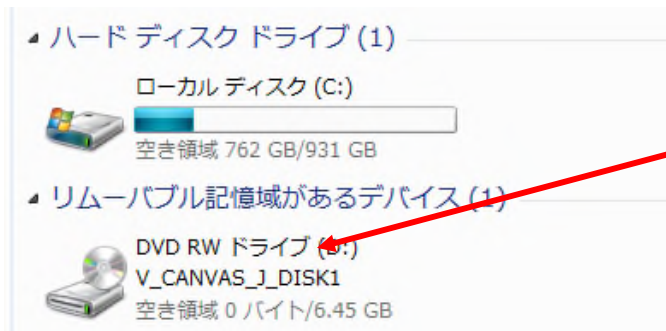 ハード ディスク ドライブ (1)
ローカル ディスク (C:)
空き領域 762 GB/931 GB
リムーバブル記憶域があるデバイス (1)
DVD RW ドライブ (D:)
V_CANVAS_J_DISK1
空き領域 0 バイト/6.45 GB